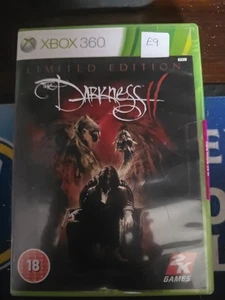 XBOX 360
£9
LIMITED EDITION
THE
DARKNESS II
18
2K
GAMES